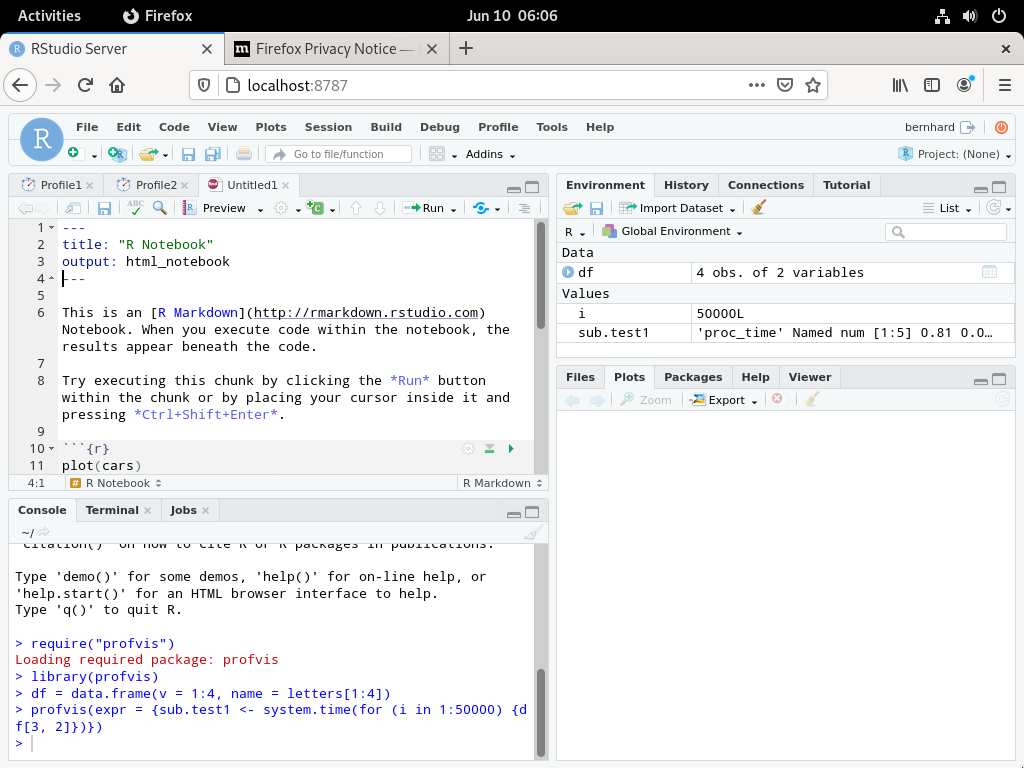 Activities
Firefox
Jun 10 06:06
RStudio Server
Firefox Privacy Notice —
localhost:8787
File Edit Code View Plots Session Build Debug Profile Tools Help
bernhard
Go to file/function
Addins
Project: (None)
Profile1
Profile2
Untitled1
ABC
Preview
Run
1 ---
2 title: "R Notebook"
3 output: html_notebook
4 ---
5
6 This is an [R Markdown](http://rmarkdown.rstudio.com)
Notebook. When you execute code within the notebook, the
results appear beneath the code.
7
8 Try executing this chunk by clicking the *Run* button
within the chunk or by placing your cursor inside it and
pressing *Ctrl+Shift+Enter*.
9
10 ```{r}
11 plot(cars)
4:1
R Notebook
R Markdown
Console Terminal Jobs
~/
'citation()' on how to cite R or R packages in publications.
Type 'demo()' for some demos, 'help()' for on-line help, or
'help.start()' for an HTML browser interface to help.
Type 'q()' to quit R.
> require("profvis")
Loading required package: profvis
> library(profvis)
> df = data.frame(v = 1:4, name = letters[1:4])
> profvis(expr = {sub.test1 <- system.time(for (i in 1:50000) {d
f[3, 2]})})
>
Environment History Connections Tutorial
Import Dataset
List
R
Global Environment
Data
df 4 obs. of 2 variables
Values
i 50000L
sub.test1 'proc_time' Named num [1:5] 0.81 0.0…
Files Plots Packages Help Viewer
Zoom
Export